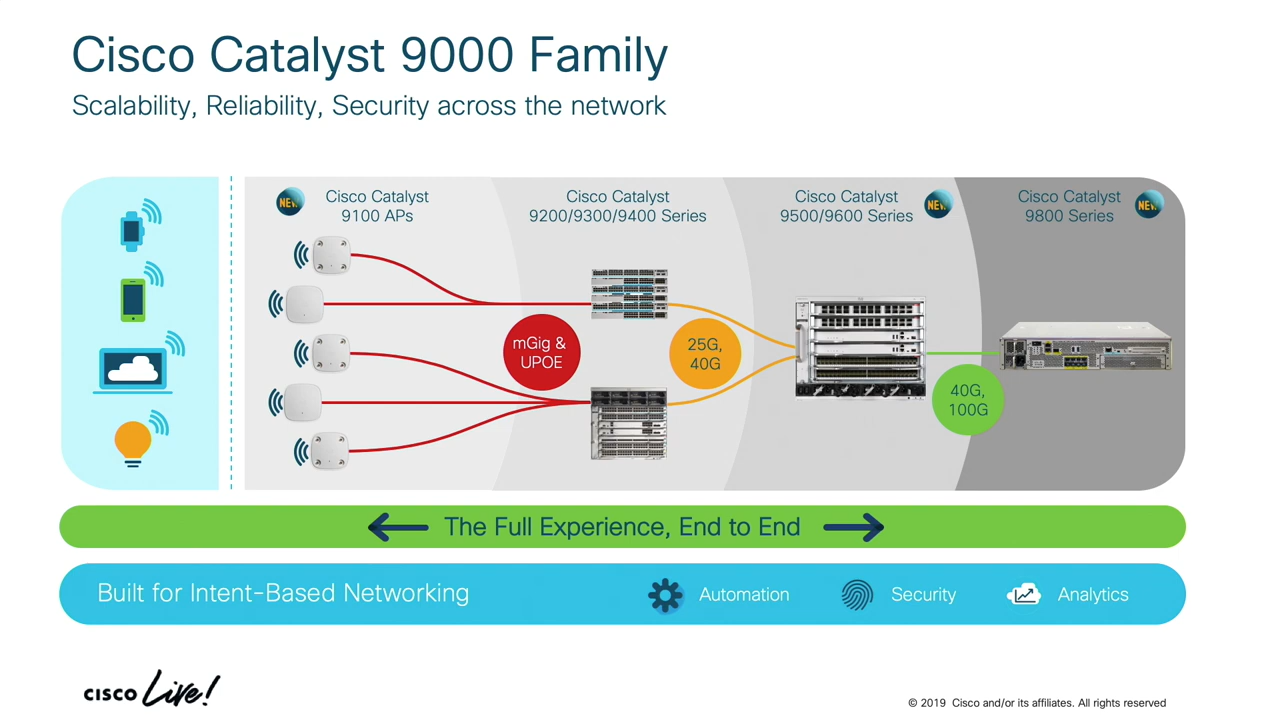 Cisco Catalyst 9000 Family
Scalability, Reliability, Security across the network
NEW
Cisco Catalyst
9100 APs
Cisco Catalyst
9200/9300/9400 Series
Cisco Catalyst
9500/9600 Series
NEW
Cisco Catalyst
9800 Series
NEW
mGig &
UPOE
25G,
40G
40G,
100G
The Full Experience, End to End
Built for Intent-Based Networking
Automation
Security
Analytics
CISCO Live!
© 2019 Cisco and/or its affiliates. All rights reserved